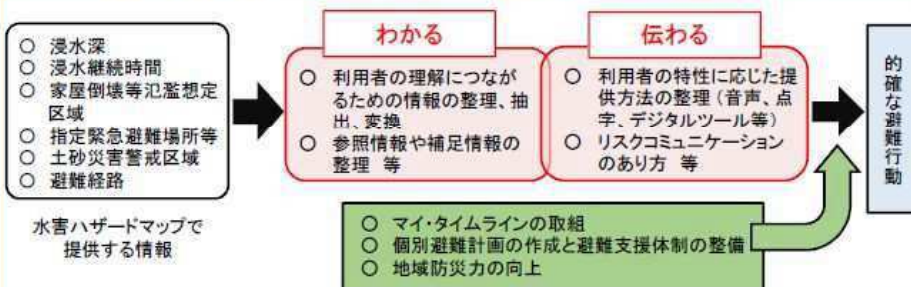 ○ 浸水深
○ 浸水継続時間
○ 家屋倒壊等氾濫想定
区域
○ 指定緊急避難場所等
○ 土砂災害警戒区域
○ 避難経路
水害ハザードマップで
提供する情報
わかる
○ 利用者の理解につなが
るための情報の整理、抽
出、変換
○ 参照情報や補足情報の
整理 等
伝わる
○ 利用者の特性に応じた提
供方法の整理(音声、点
字、デジタルツール等)
○ リスクコミュニケーション
のあり方 等
的確な避難行動
○ マイ・タイムラインの取組
○ 個別避難計画の作成と避難支援体制の整備
○ 地域防災力の向上